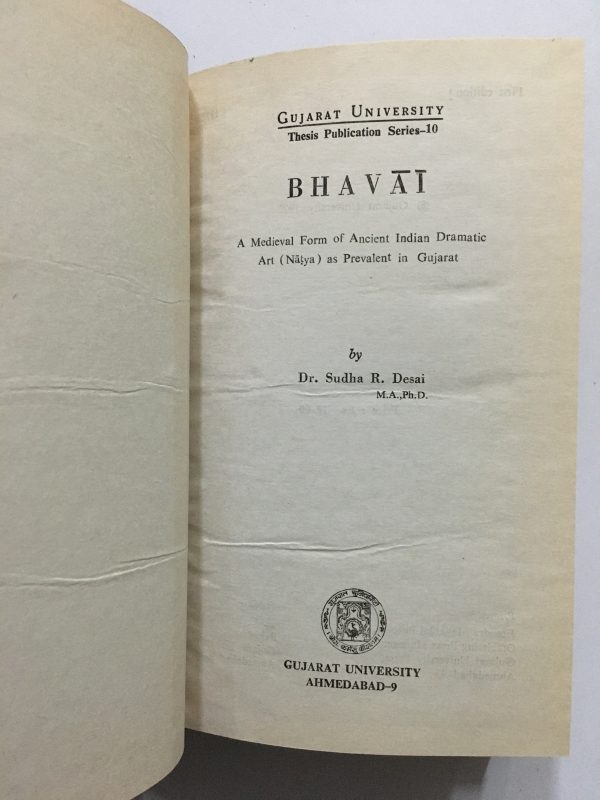 GUJARAT UNIVERSITY
Thesis Publication Series–10
BHAVĀĪ
A Medieval Form of Ancient Indian Dramatic
Art (Nāṭya) as Prevalent in Gujarat
by
Dr. Sudha R. Desai
M.A.,Ph.D.
GUJARAT UNIVERSITY
AHMEDABAD–9